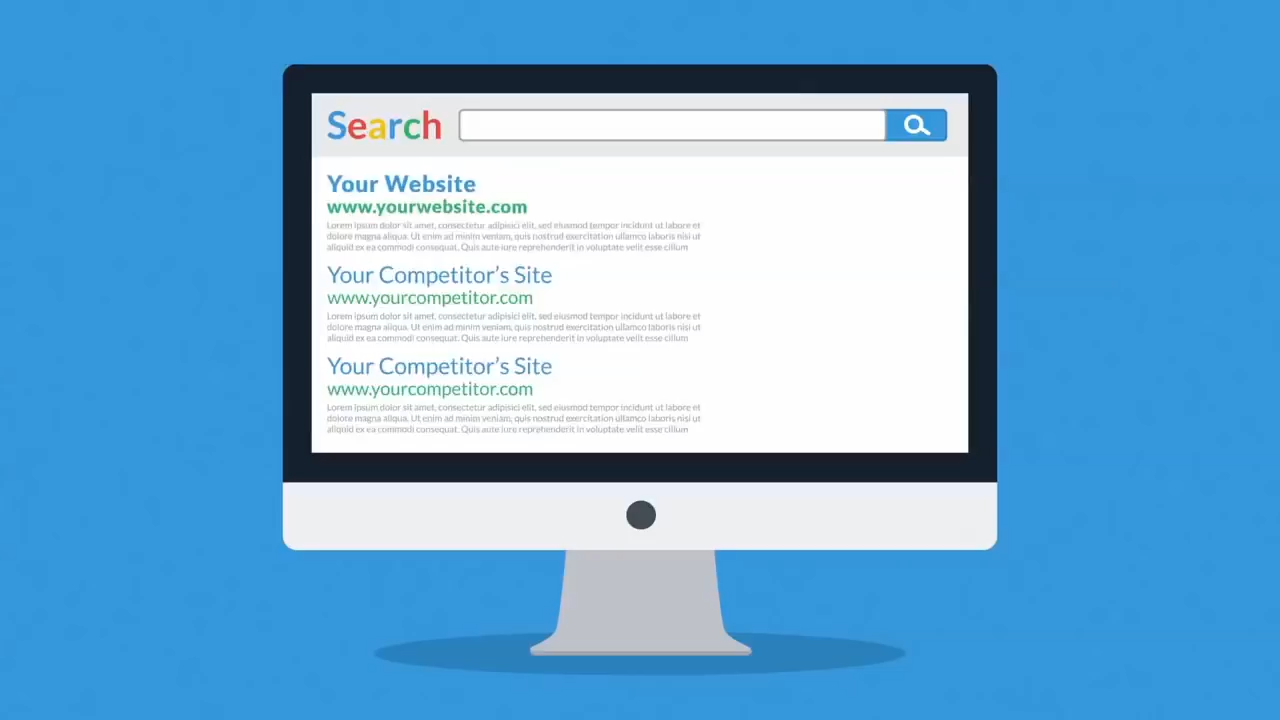 Search
Your Website
www.yourwebsite.com
Lorem ipsum dolor sit amet, consectetur adipisici elit, sed eiusmod tempor incidunt ut labore et
dolore magna aliqua. Ut enim ad minim veniam, quis nostrud exercitation ullamco laboris nisi ut
aliquid ex ea commodi consequat. Quis aute iure reprehenderit in voluptate velit esse cillum
Your Competitor’s Site
www.yourcompetitor.com
Lorem ipsum dolor sit amet, consectetur adipisici elit, sed eiusmod tempor incidunt ut labore et
dolore magna aliqua. Ut enim ad minim veniam, quis nostrud exercitation ullamco laboris nisi ut
aliquid ex ea commodi consequat. Quis aute iure reprehenderit in voluptate velit esse cillum
Your Competitor’s Site
www.yourcompetitor.com
Lorem ipsum dolor sit amet, consectetur adipisici elit, sed eiusmod tempor incidunt ut labore et
dolore magna aliqua. Ut enim ad minim veniam, quis nostrud exercitation ullamco laboris nisi ut
aliquid ex ea commodi consequat. Quis aute iure reprehenderit in voluptate velit esse cillum